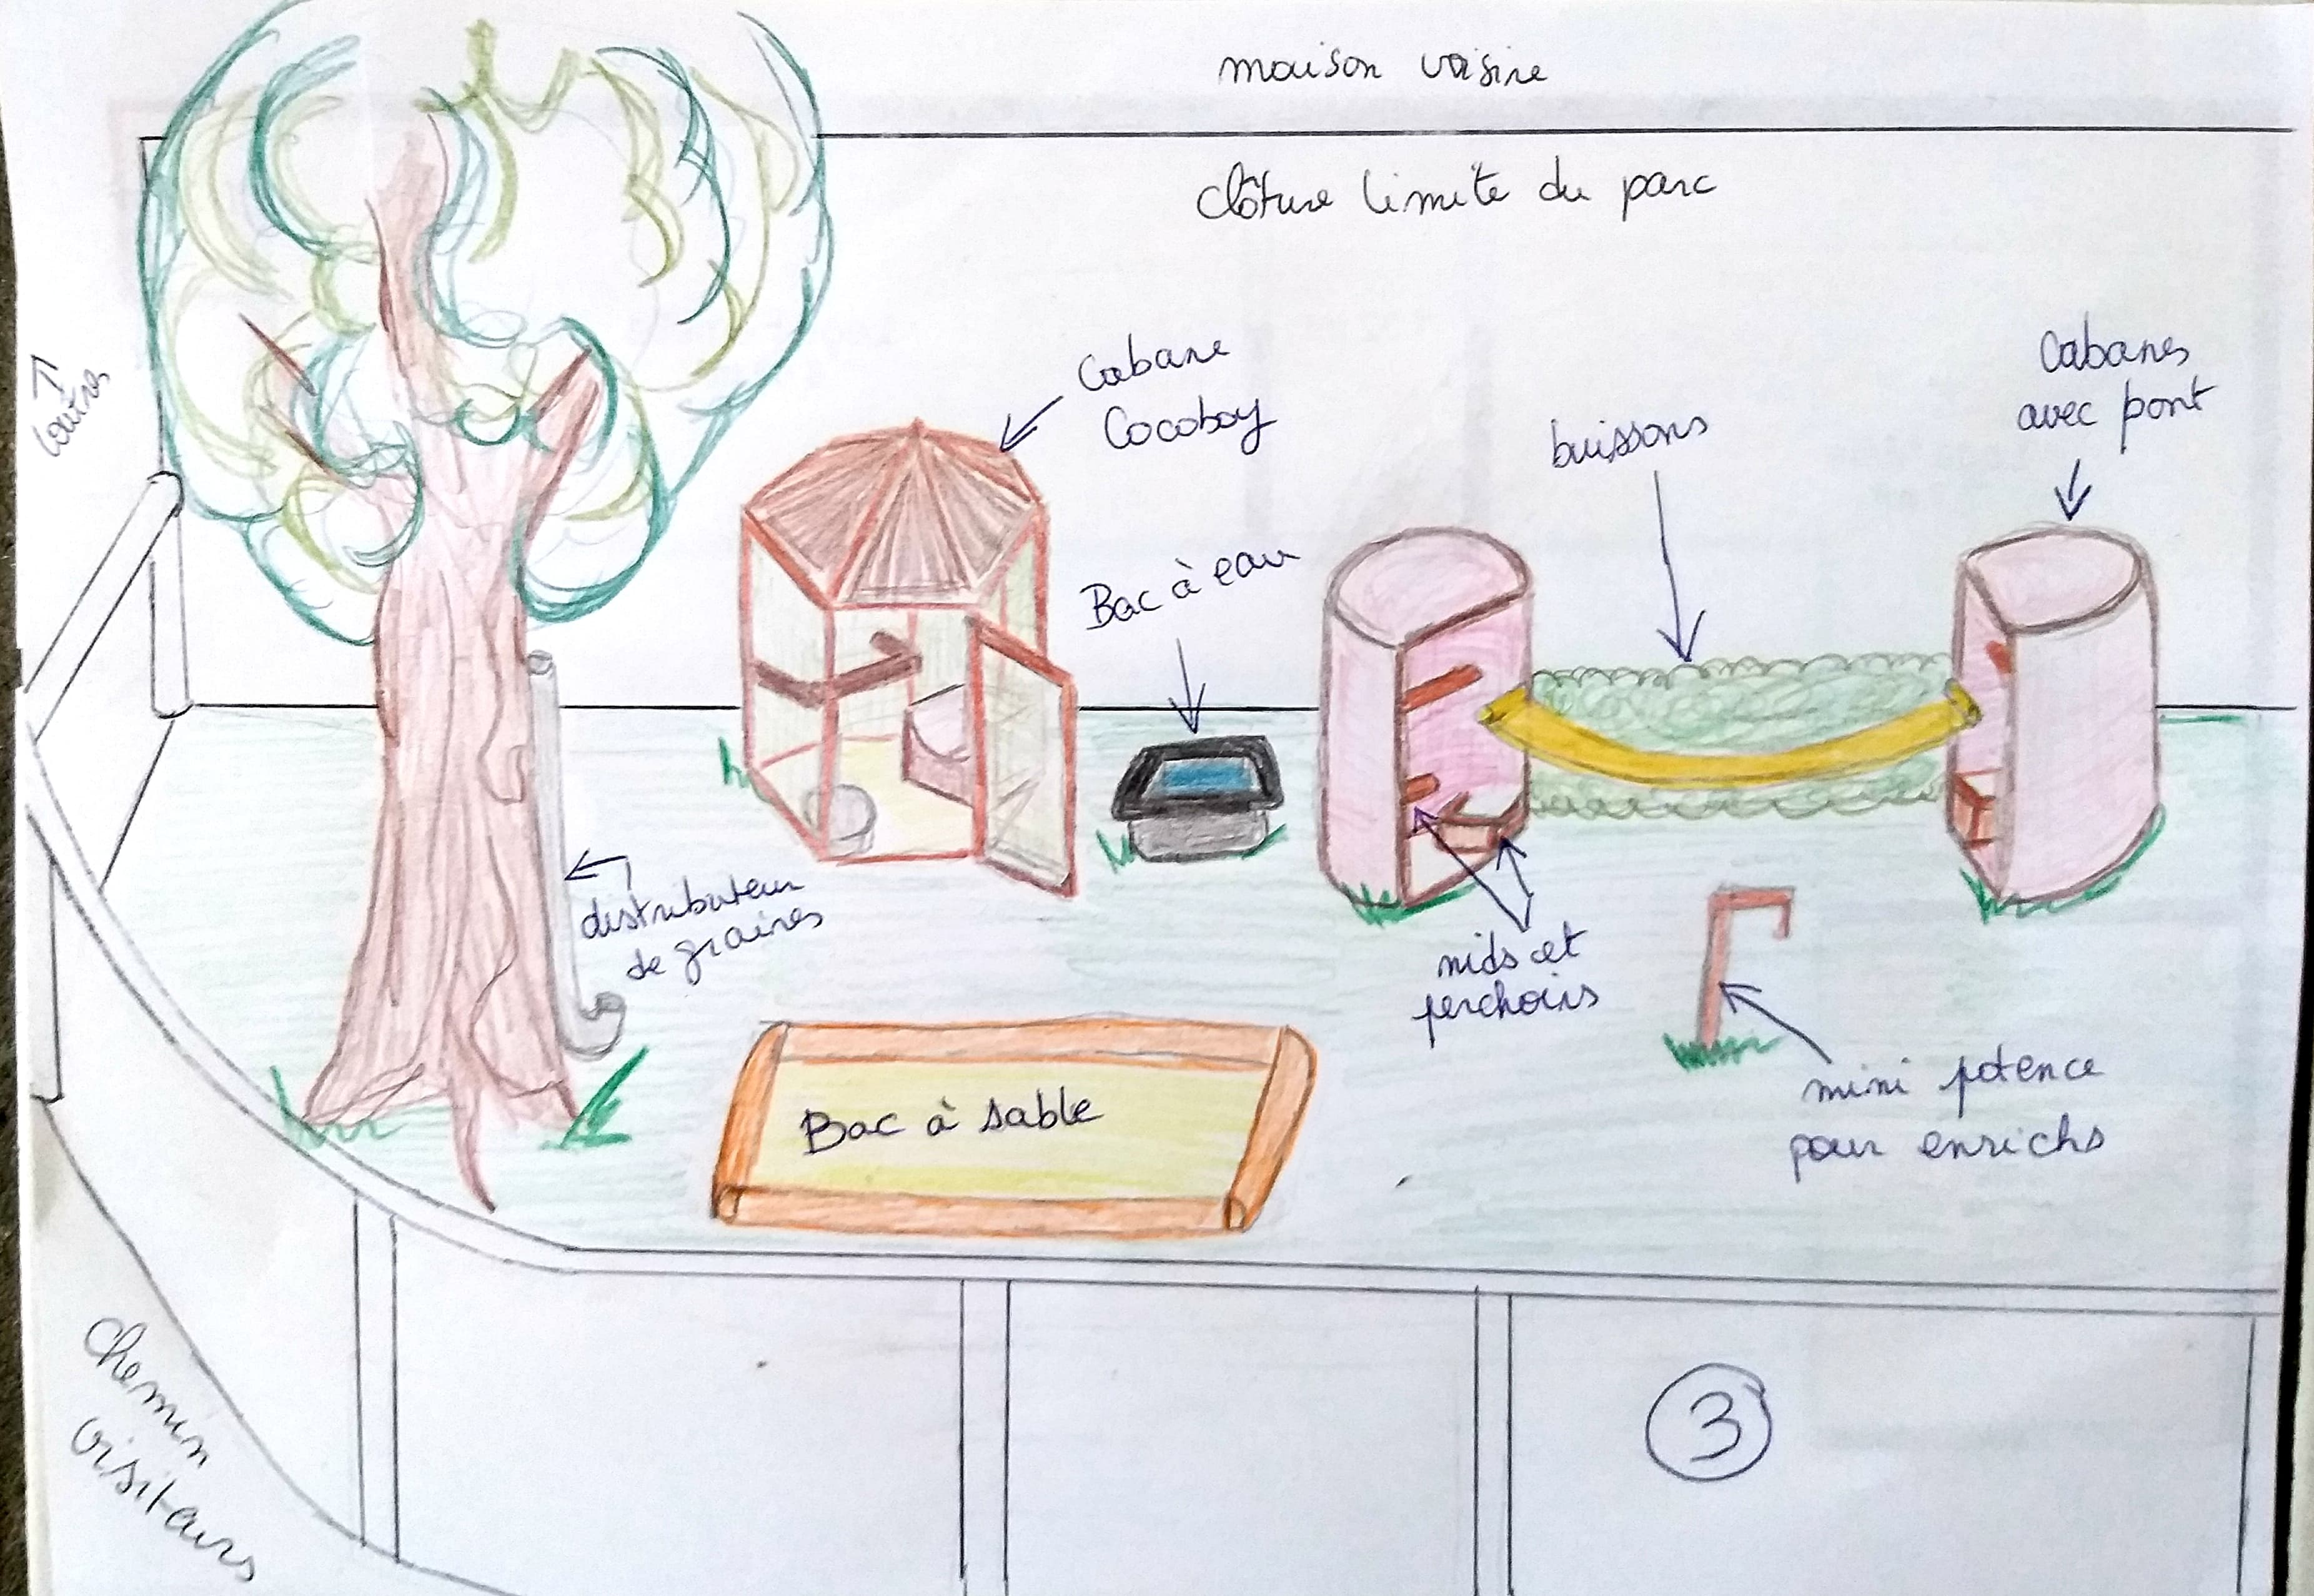 maison voisine
clôture limite du parc
loutres
Cabane
Cocoboy
Cabanes
avec pont
buissons
Bac à eau
distributeur
de graines
nids et
perchoirs
mini potence
pour enrichs
Bac à sable
Chemin
visiteurs
3